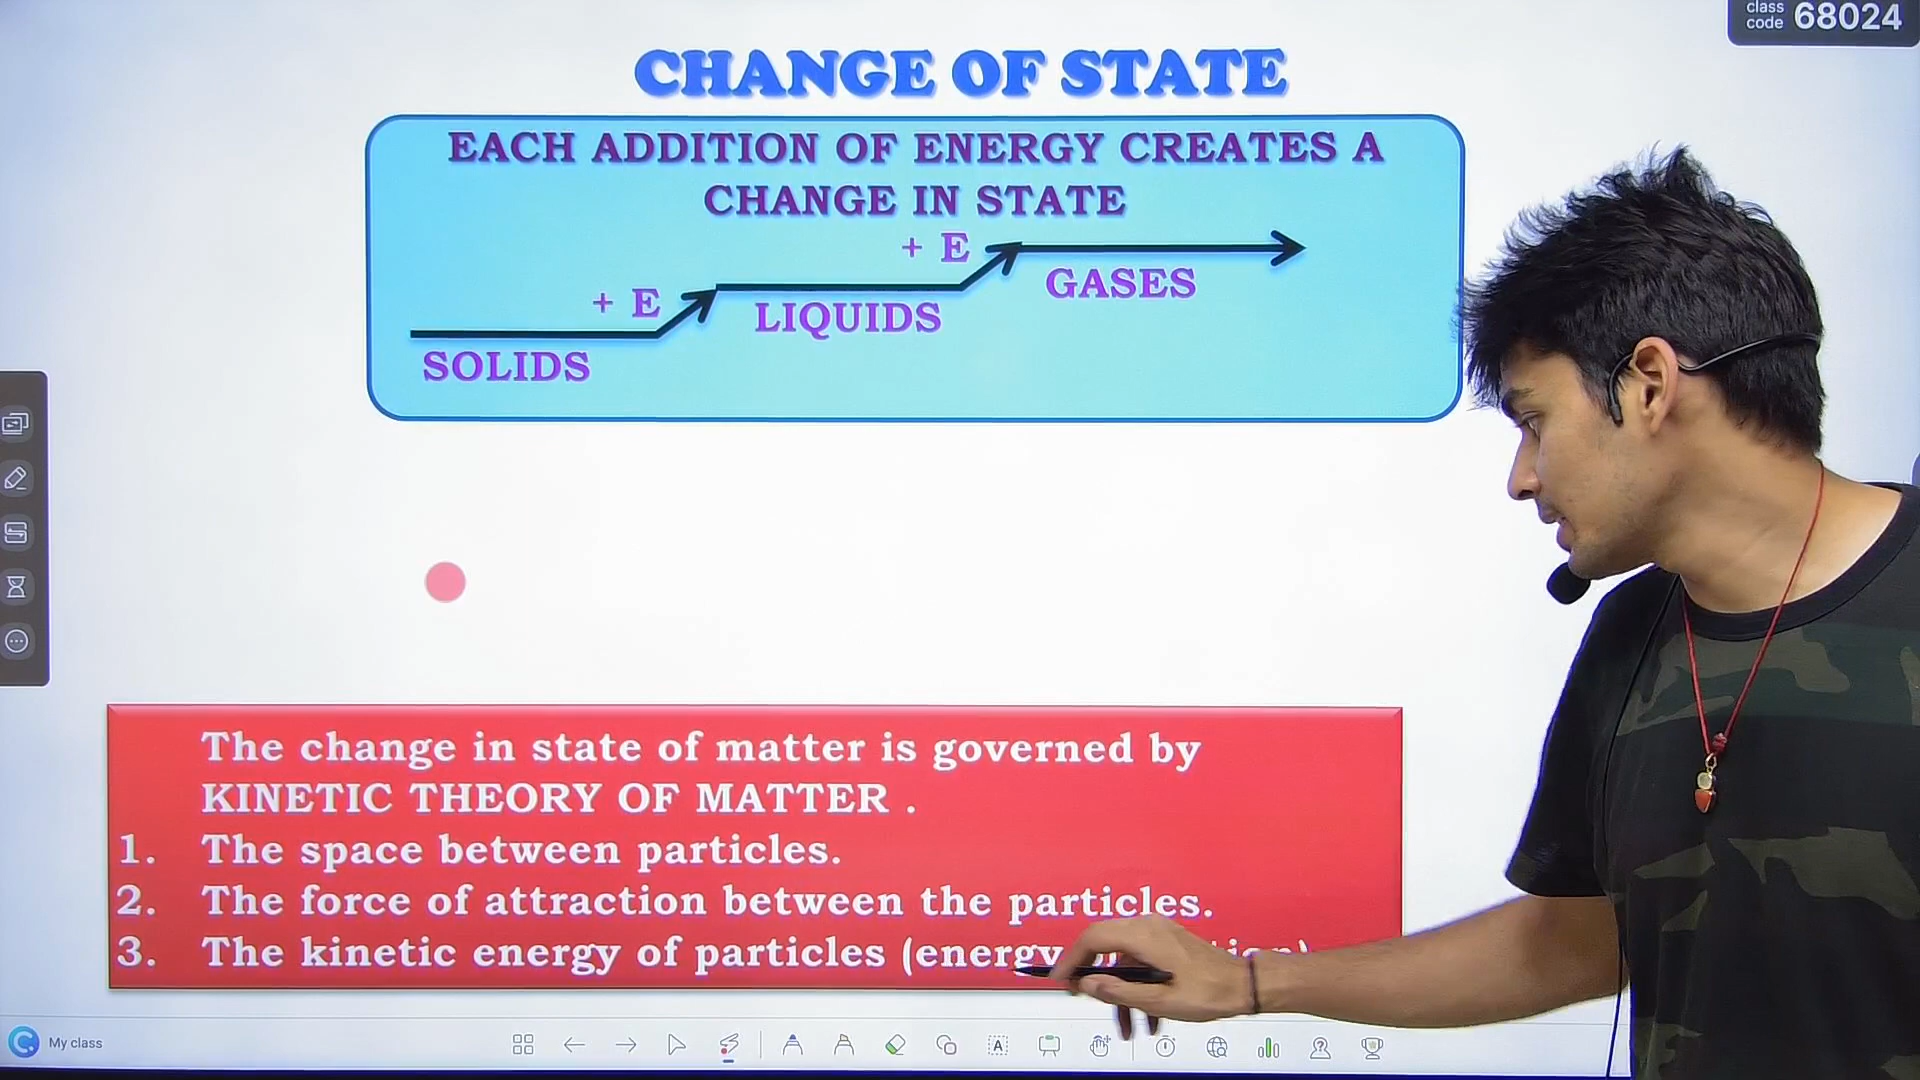 class
code 68024
CHANGE OF STATE
EACH ADDITION OF ENERGY CREATES A
CHANGE IN STATE
+ E
GASES
+ E
LIQUIDS
SOLIDS
The change in state of matter is governed by
KINETIC THEORY OF MATTER .
1. The space between particles.
2. The force of attraction between the particles.
3. The kinetic energy of particles (energy
My class
A